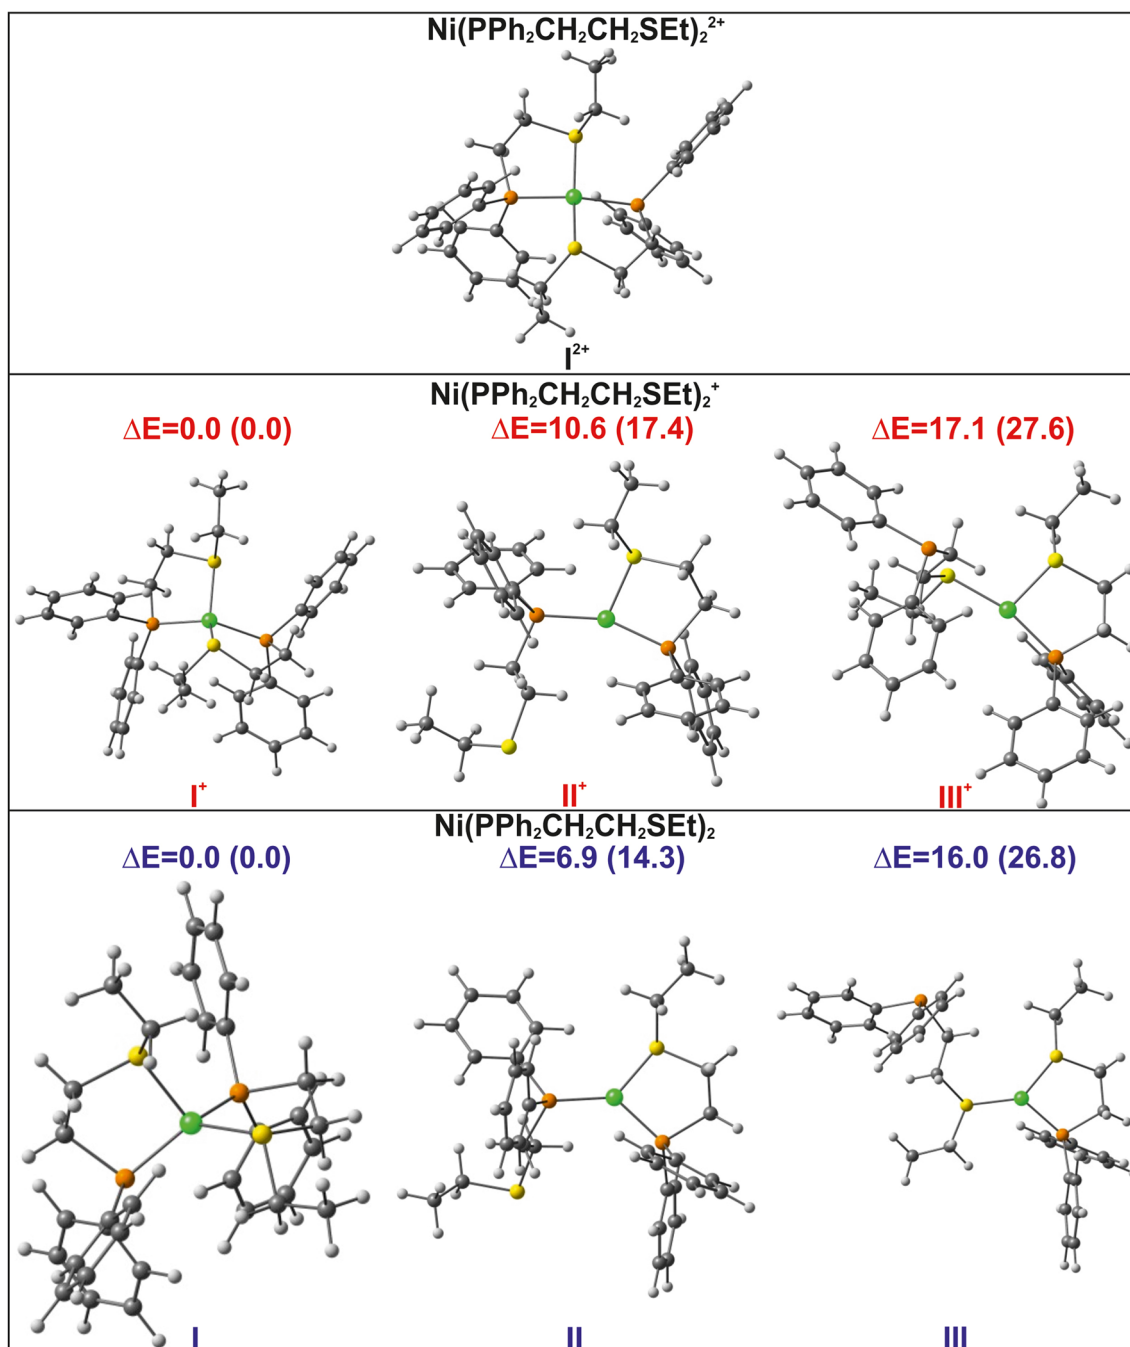 Ni(PPh₂CH₂CH₂SEt)₂²⁺
I²⁺
Ni(PPh₂CH₂CH₂SEt)₂⁺
ΔE=0.0 (0.0) ΔE=10.6 (17.4) ΔE=17.1 (27.6)
I⁺ II⁺ III⁺
Ni(PPh₂CH₂CH₂SEt)₂
ΔE=0.0 (0.0) ΔE=6.9 (14.3) ΔE=16.0 (26.8)
I II III